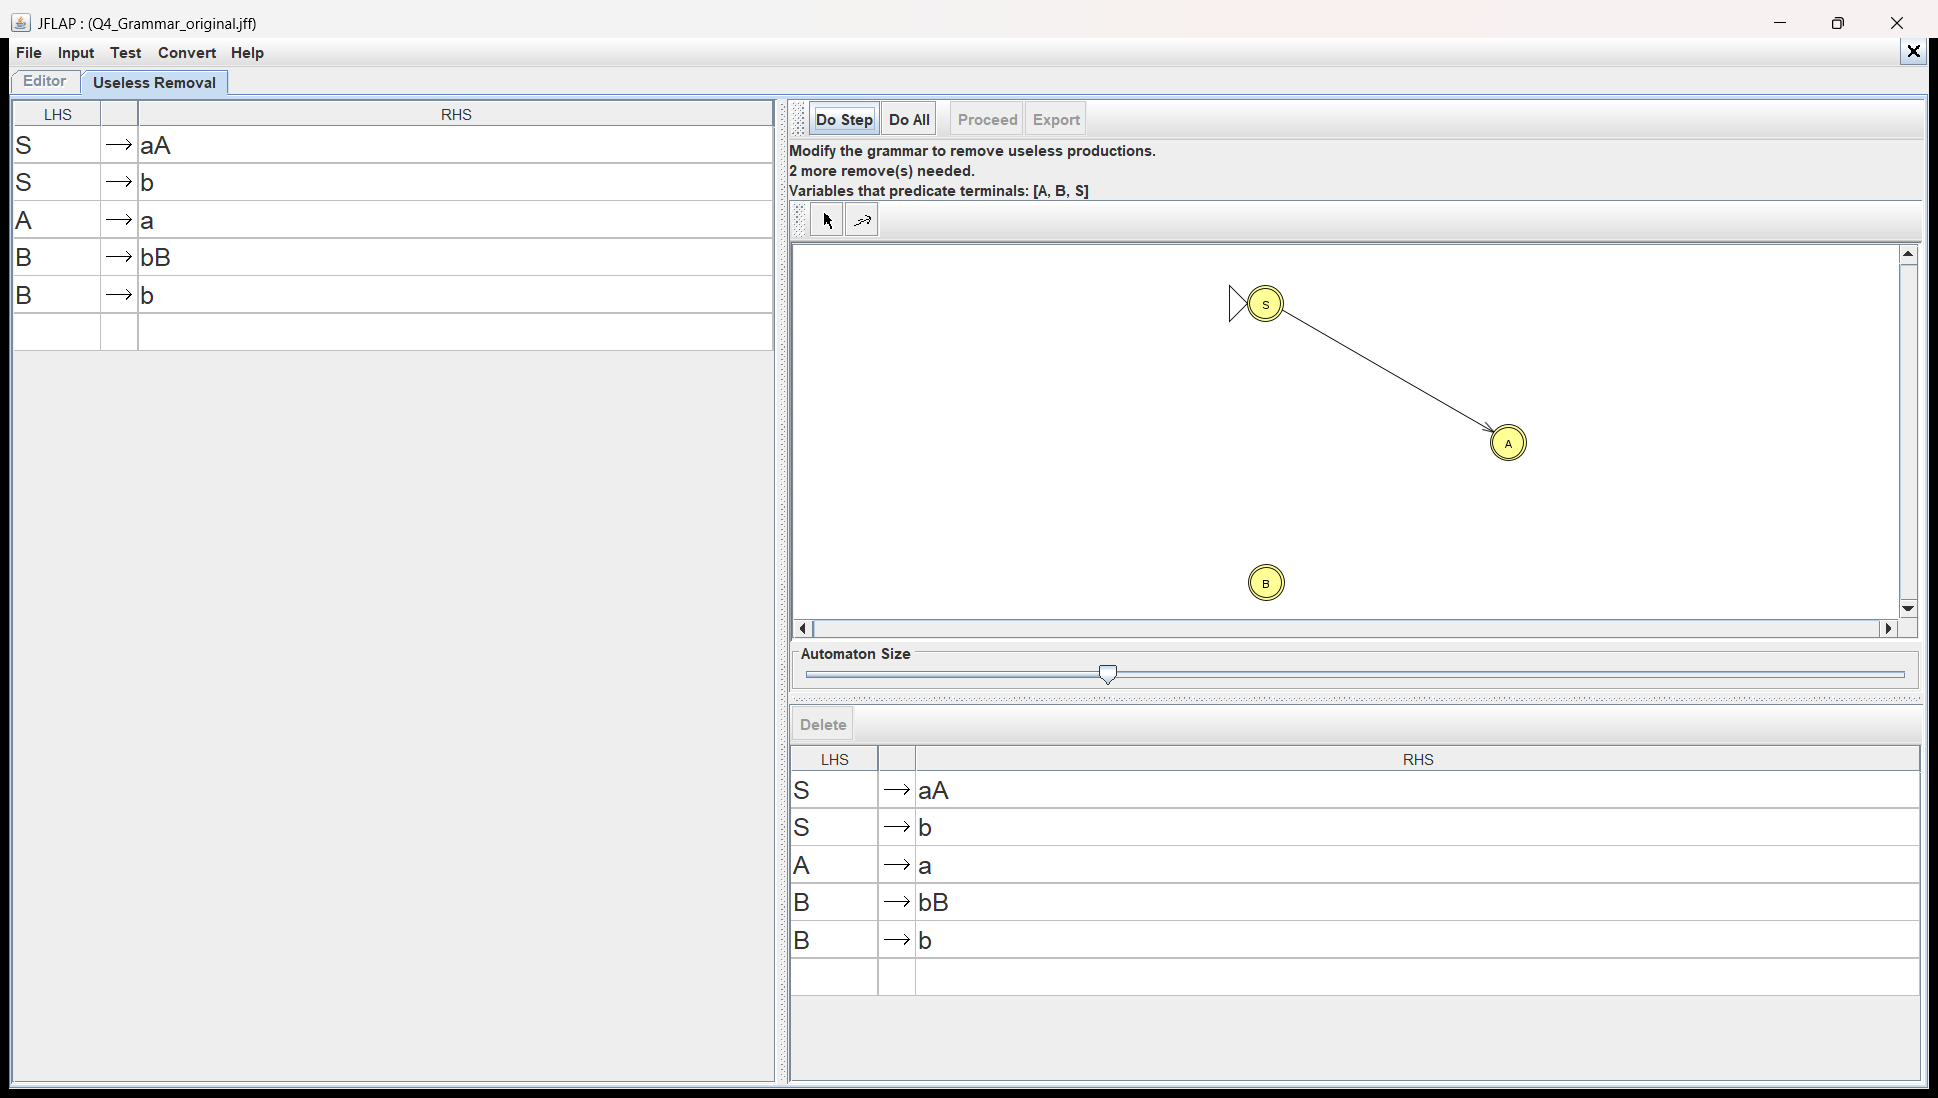 JFLAP : (Q4_Grammar_original.jff)
File Input Test Convert Help
Editor Useless Removal
LHS RHS
S → aA
S → b
A → a
B → bB
B → b
Do Step Do All Proceed Export
Modify the grammar to remove useless productions.
2 more remove(s) needed.
Variables that predicate terminals: [A, B, S]
S
A
B
Automaton Size
Delete
LHS RHS
S → aA
S → b
A → a
B → bB
B → b